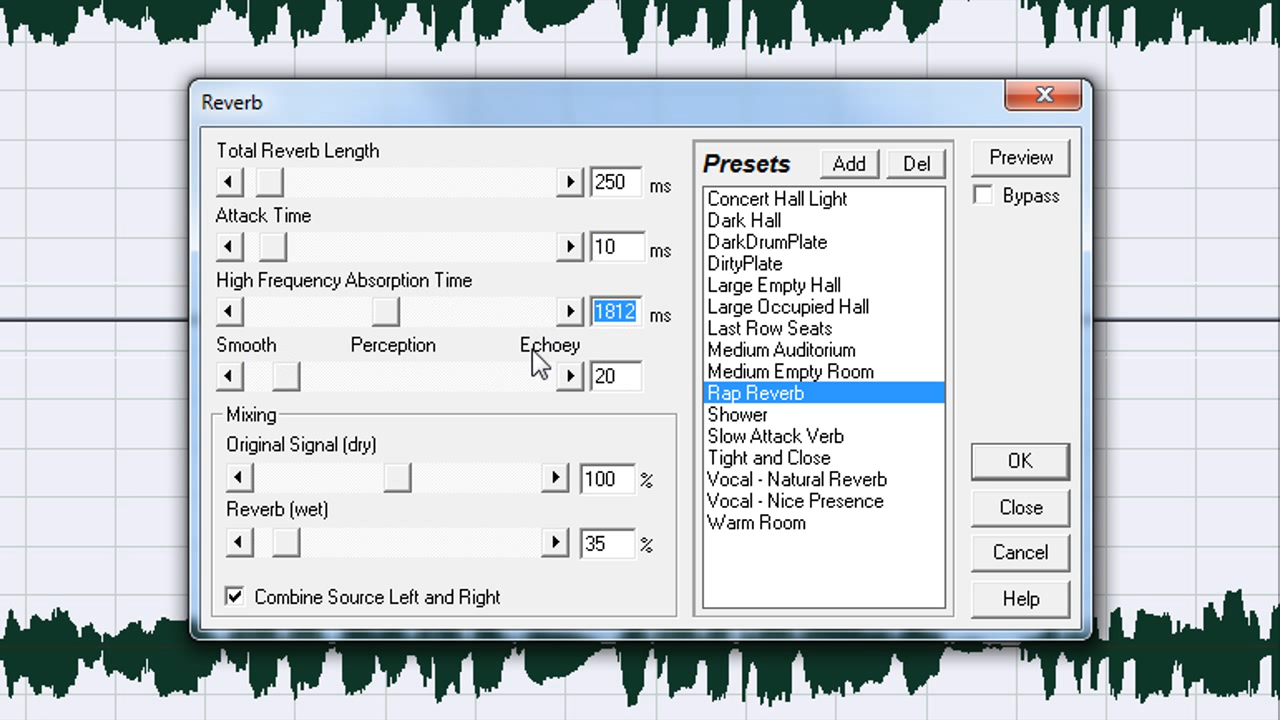 Reverb
Total Reverb Length
250 ms
Attack Time
10 ms
High Frequency Absorption Time
1812 ms
Smooth Perception Echoey
20
Mixing
Original Signal (dry)
100 %
Reverb (wet)
35 %
Combine Source Left and Right
Presets Add Del
Concert Hall Light
Dark Hall
DarkDrumPlate
DirtyPlate
Large Empty Hall
Large Occupied Hall
Last Row Seats
Medium Auditorium
Medium Empty Room
Rap Reverb
Shower
Slow Attack Verb
Tight and Close
Vocal - Natural Reverb
Vocal - Nice Presence
Warm Room
Preview
Bypass
OK
Close
Cancel
Help